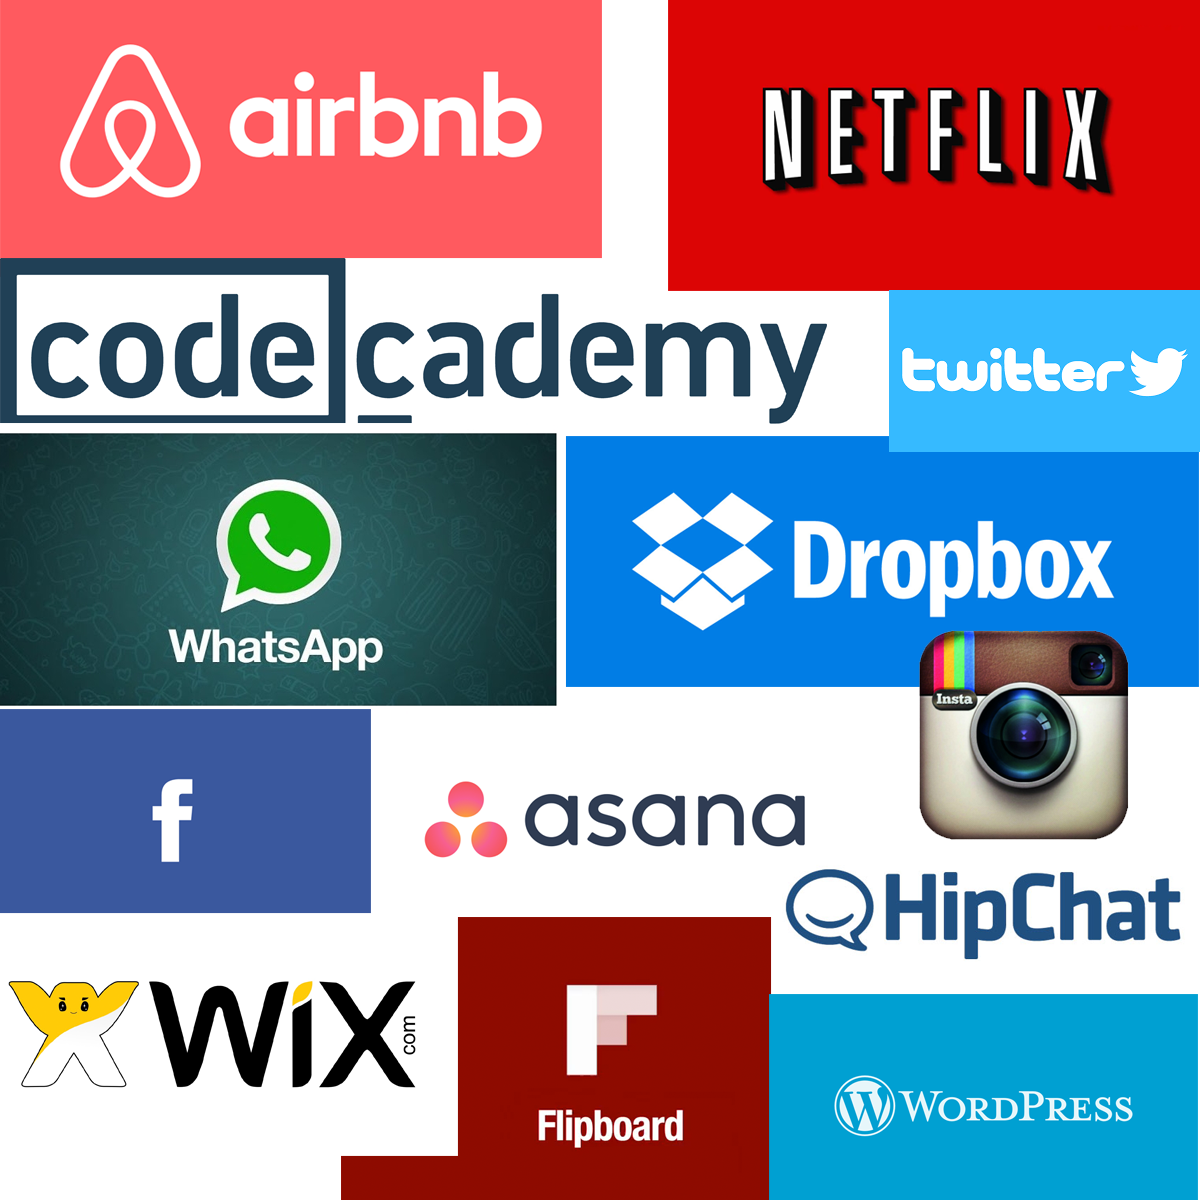 airbnb
NETFLIX
codecademy
twitter
WhatsApp
Dropbox
Insta
f
asana
HipChat
WiX
com
F
Flipboard
W WORDPRESS